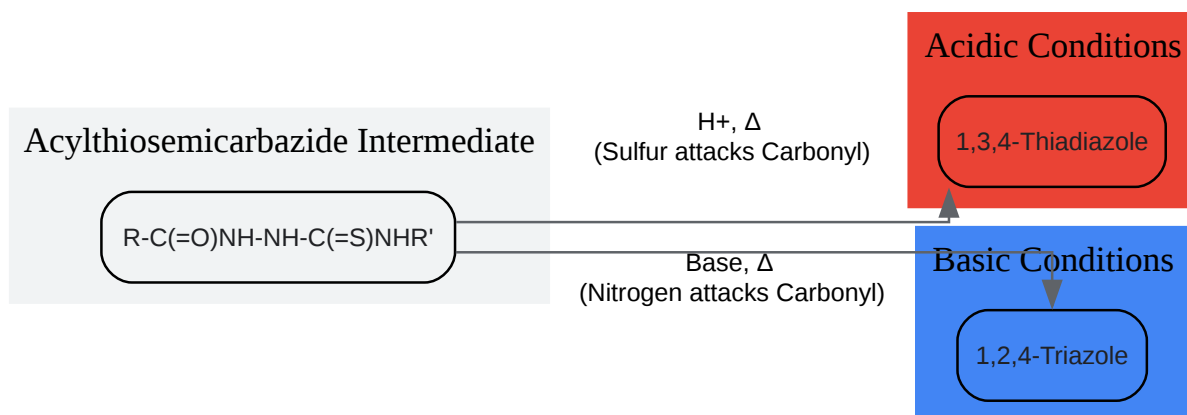 Acylthiosemicarbazide Intermediate
R-C(=O)NH-NH-C(=S)NHR'
H+, Δ
(Sulfur attacks Carbonyl)
Base, Δ
(Nitrogen attacks Carbonyl)
Acidic Conditions
1,3,4-Thiadiazole
Basic Conditions
1,2,4-Triazole